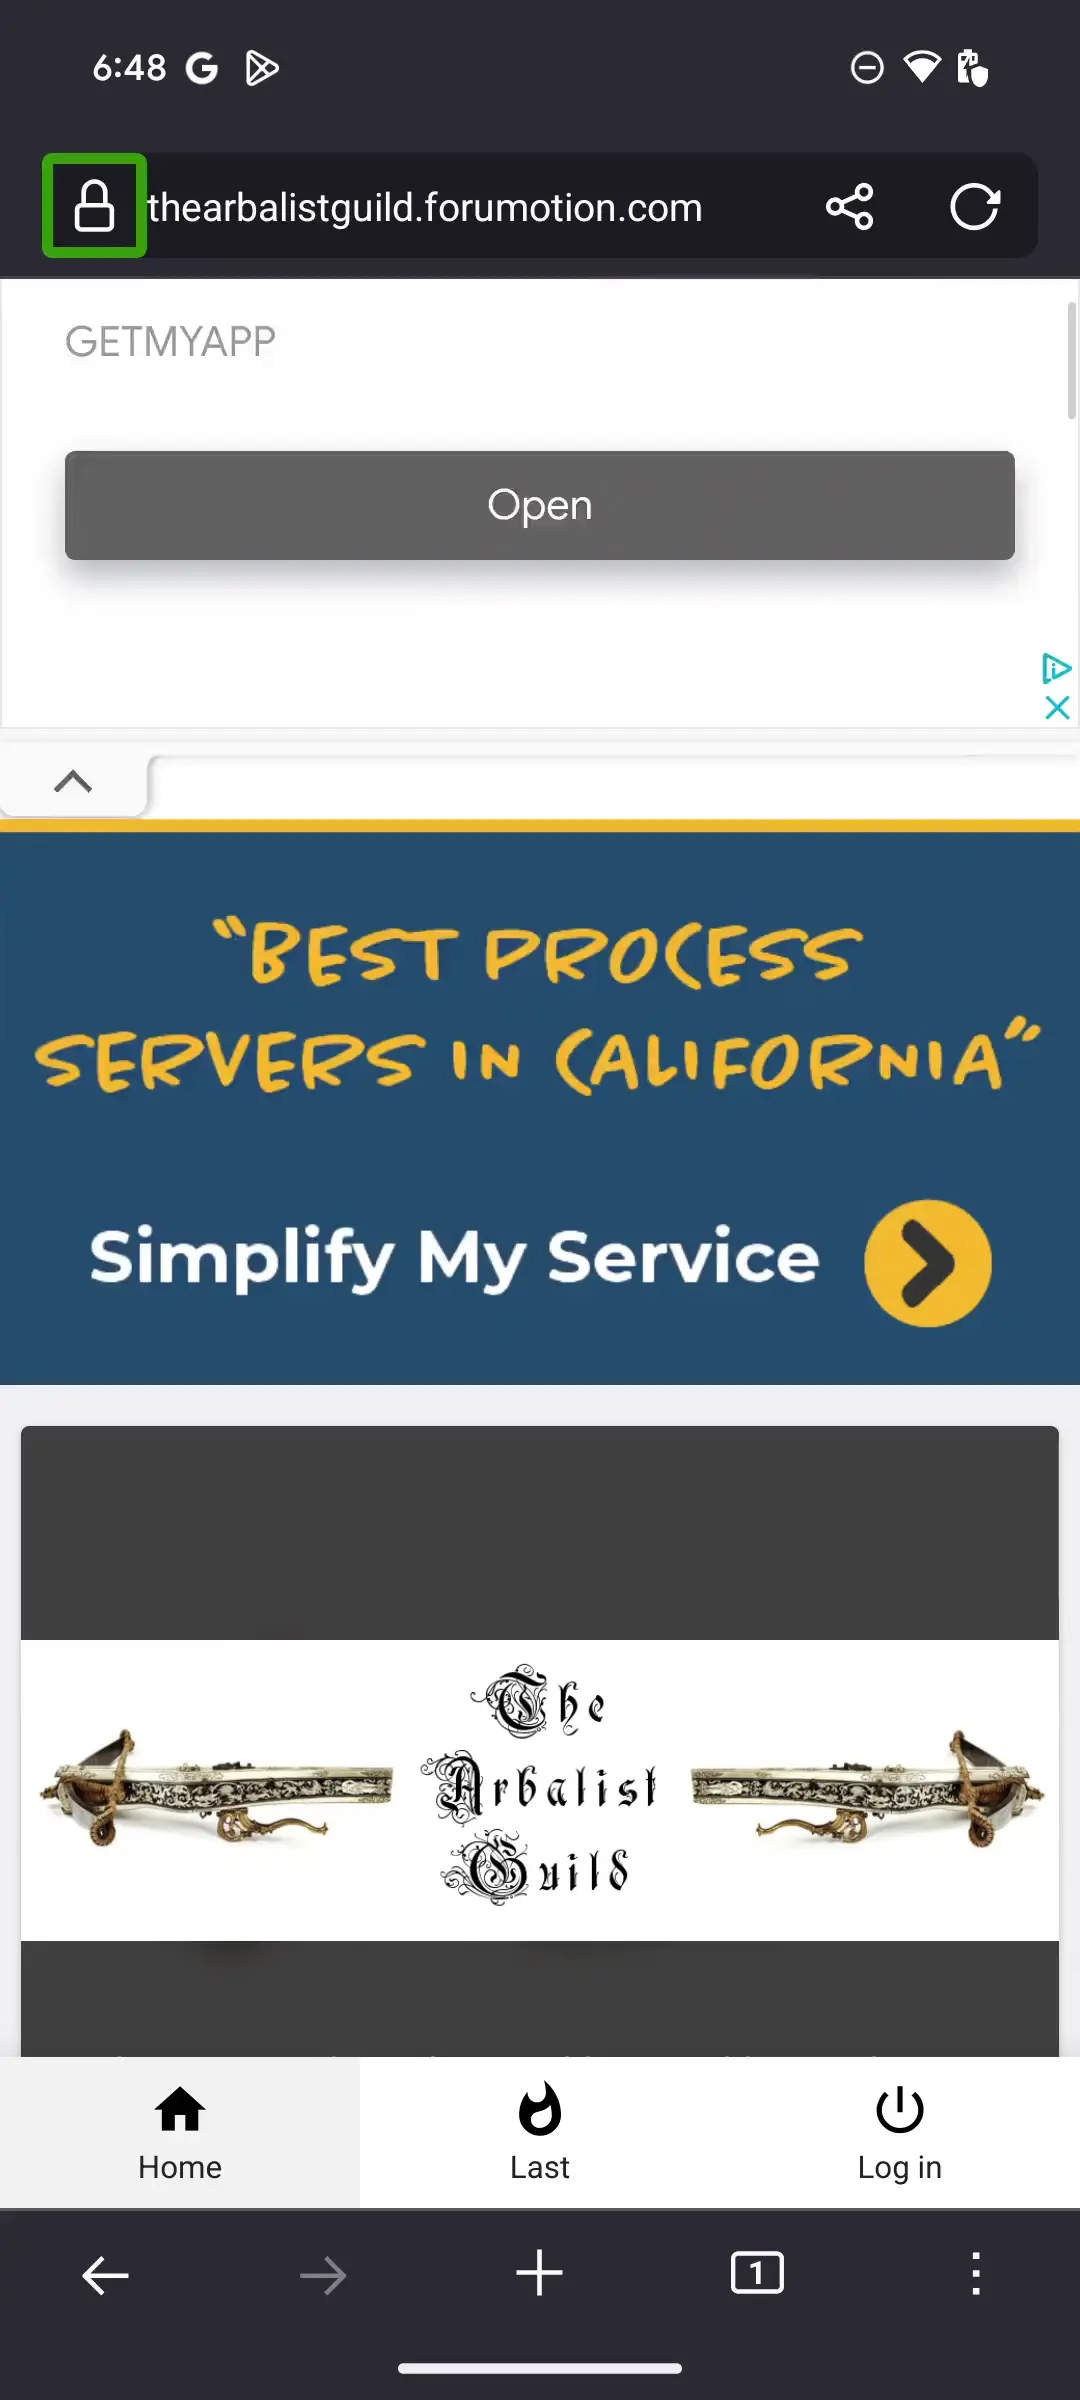 6:48
thearbalistguild.forumotion.com
GETMYAPP
Open
“BEST PROCESS
SERVERS IN CALIFORNIA”
Simplify My Service
The
Arbalist
Guild
Home
Last
Log in
1